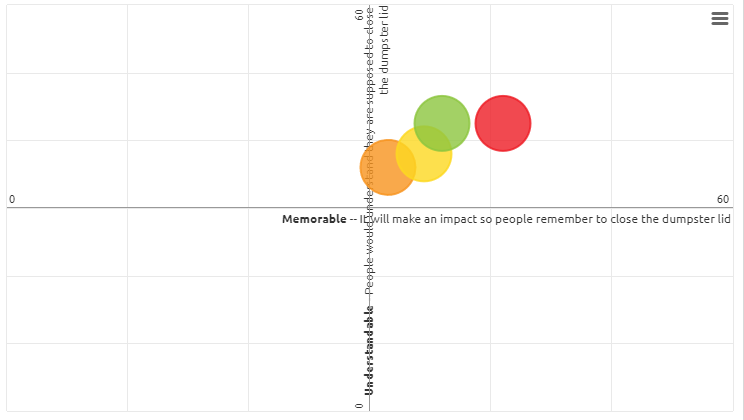 60
Understandable -- People would understand they are supposed to close
the dumpster lid
0
60
Memorable -- It will make an impact so people remember to close the dumpster lid
0